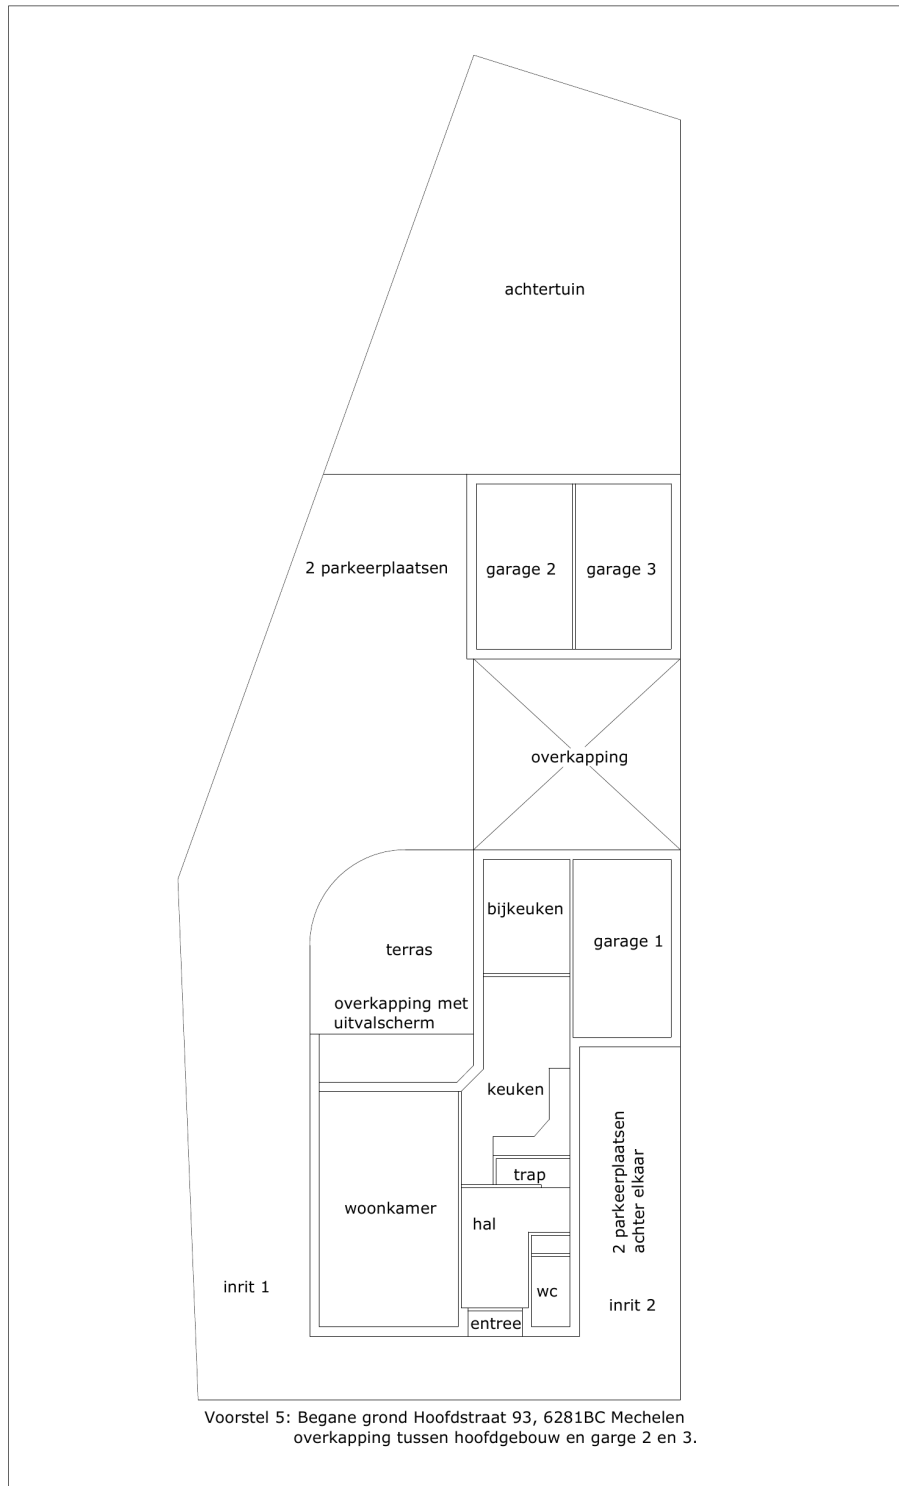 achtertuin
2 parkeerplaatsen
garage 2
garage 3
overkapping
bijkeuken
garage 1
terras
overkapping met
uitvalscherm
keuken
2 parkeerplaatsen
achter elkaar
trap
woonkamer
hal
inrit 1
wc
inrit 2
entree
Voorstel 5: Begane grond Hoofdstraat 93, 6281BC Mechelen
overkapping tussen hoofdgebouw en garge 2 en 3.